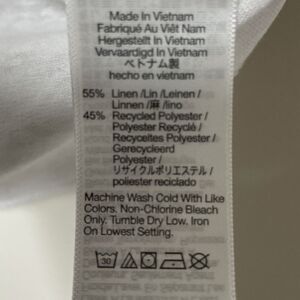 Made In Vietnam
Fabriqué Au Viêt Nam
Hergestellt In Vietnam
Vervaardigd In Vietnam
ベトナム製
hecho en vietnam
55% Linen /Lin /Leinen /
Linnen /麻 /lino
45% Recycled Polyester /
Polyester Recyclé /
Recyceltes Polyester /
Gerecycleerd
Polyester /
リサイクルポリエステル /
poliester reciclado
Machine Wash Cold With Like
Colors. Non-Chlorine Bleach
Only. Tumble Dry Low. Iron
On Lowest Setting.
30